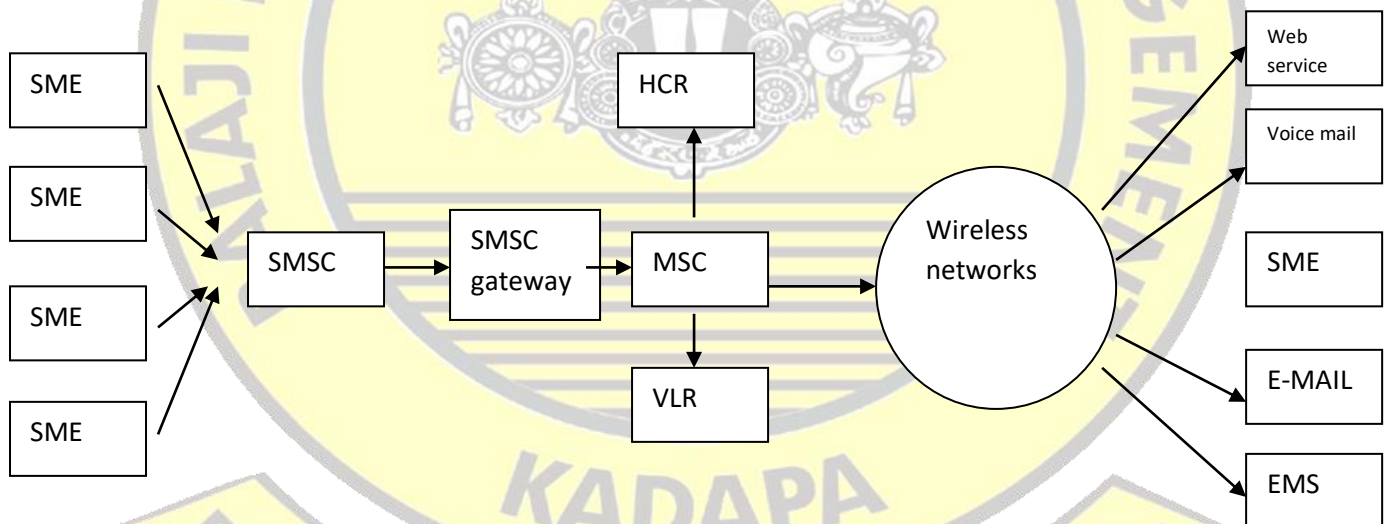 SME
SME
SME
SME
SMSC
SMSC
gateway
HCR
MSC
VLR
Wireless
networks
Web
service
Voice mail
SME
E-MAIL
EMS
KADAPA